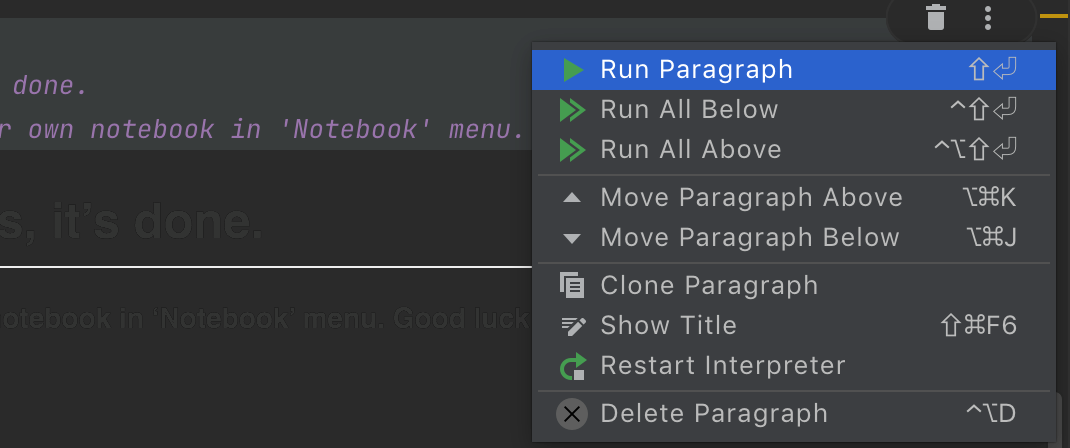 done.
r own notebook in 'Notebook' menu.
s, it's done.
otebook in 'Notebook' menu. Good luck
Run Paragraph ⇧⏎
Run All Below ^⇧⏎
Run All Above ^⌥⇧⏎
Move Paragraph Above ⌥⌘K
Move Paragraph Below ⌥⌘J
Clone Paragraph
Show Title ⇧⌘F6
Restart Interpreter
Delete Paragraph ^⌥D